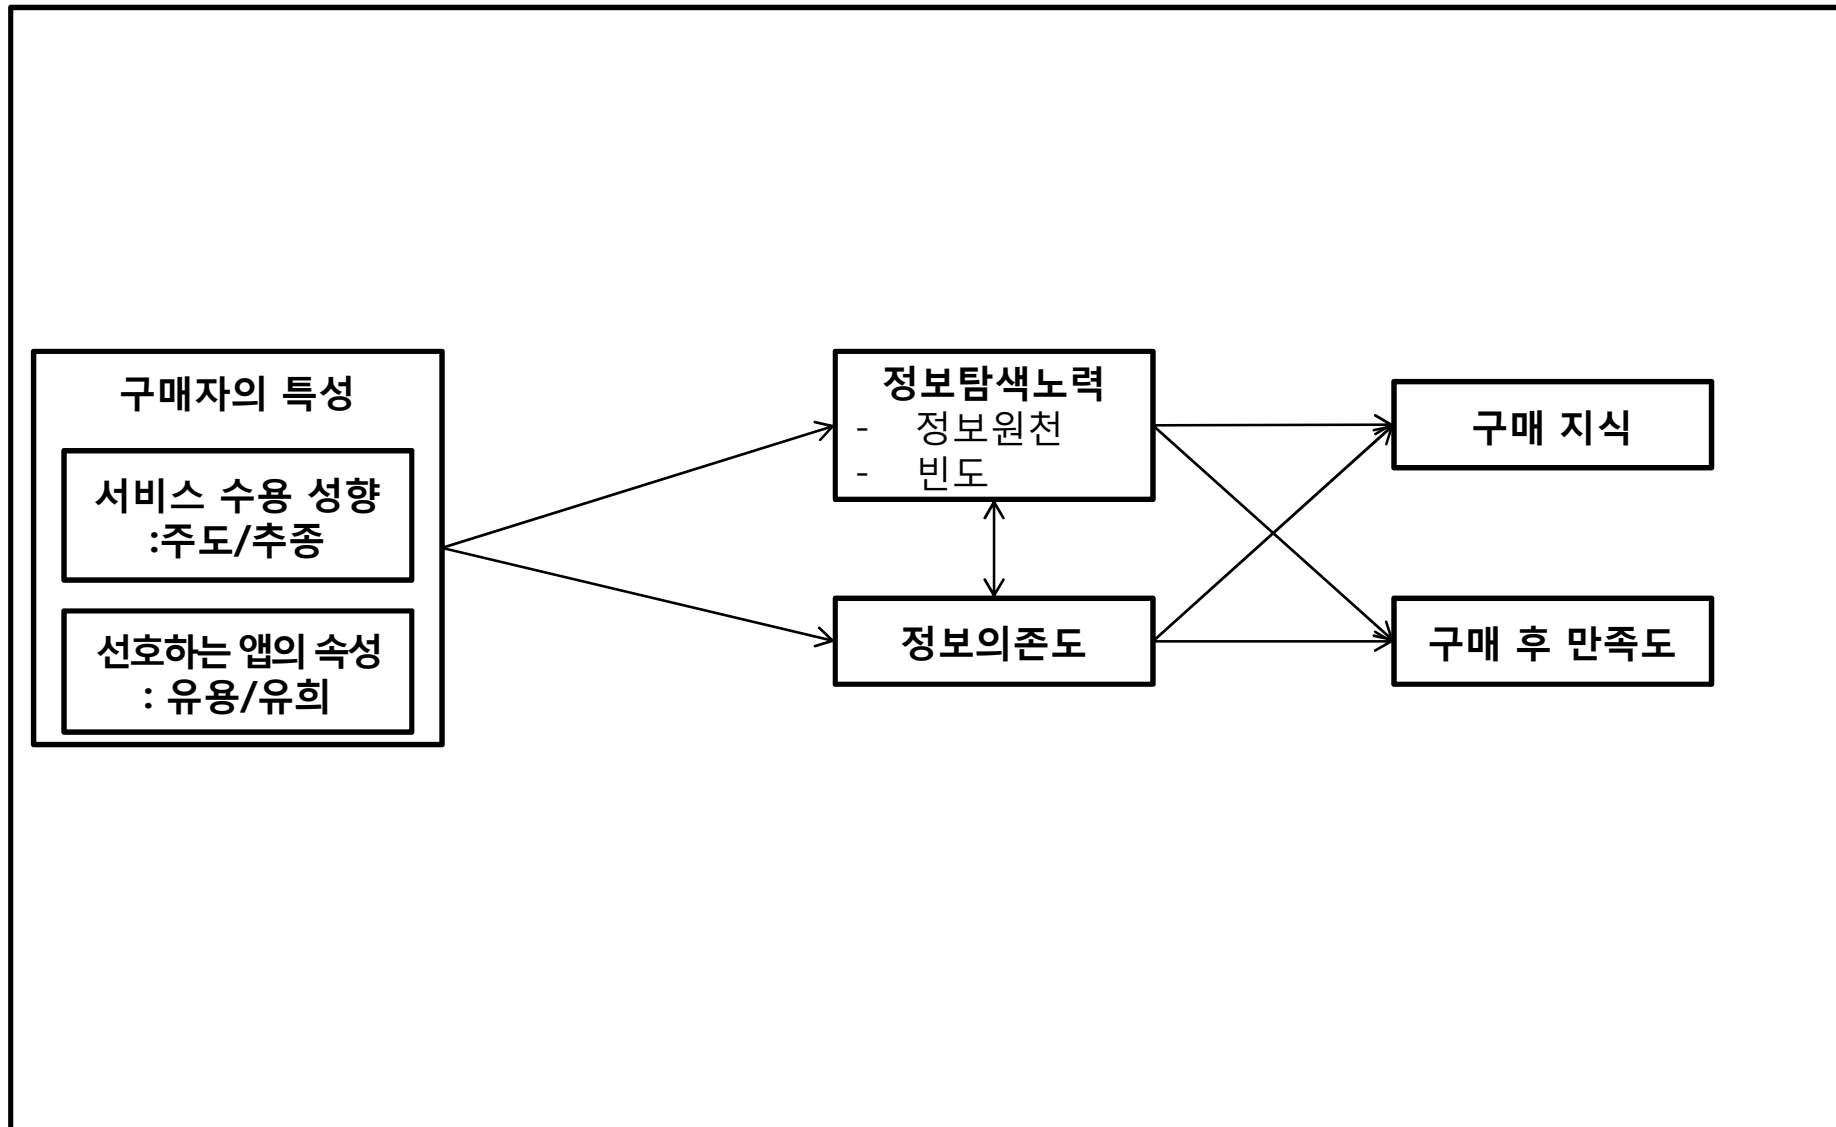 구매자의 특성
서비스 수용 성향
:주도/추종
선호하는 앱의 속성
: 유용/유희
정보탐색노력
- 정보원천
- 빈도
정보의존도
구매 지식
구매 후 만족도